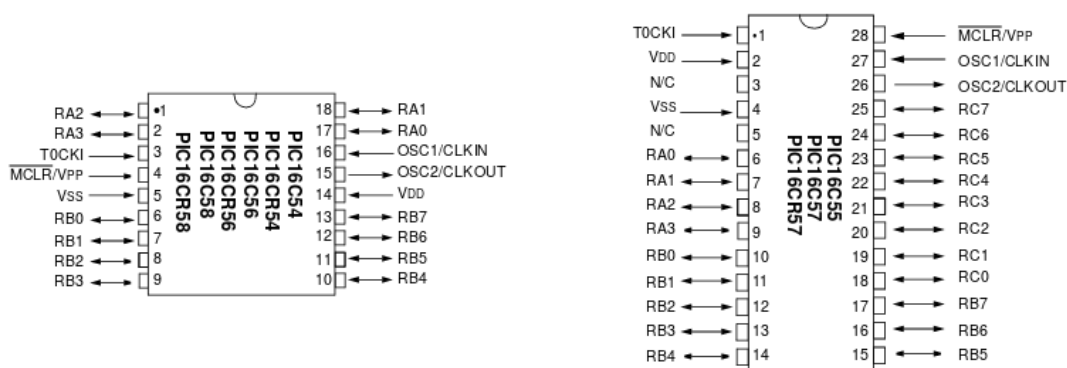 RA2 •1 18 RA1
RA3 2 17 RA0
T0CKI 3 16 OSC1/CLKIN
MCLR/VPP 4 15 OSC2/CLKOUT
VSS 5 14 VDD
RB0 6 13 RB7
RB1 7 12 RB6
RB2 8 11 RB5
RB3 9 10 RB4
PIC16C54
PIC16CR54
PIC16C56
PIC16CR56
PIC16C58
PIC16CR58
T0CKI •1 28 MCLR/VPP
VDD 2 27 OSC1/CLKIN
N/C 3 26 OSC2/CLKOUT
VSS 4 25 RC7
N/C 5 24 RC6
RA0 6 23 RC5
RA1 7 22 RC4
RA2 8 21 RC3
RA3 9 20 RC2
RB0 10 19 RC1
RB1 11 18 RC0
RB2 12 17 RB7
RB3 13 16 RB6
RB4 14 15 RB5
PIC16C55
PIC16C57
PIC16CR57